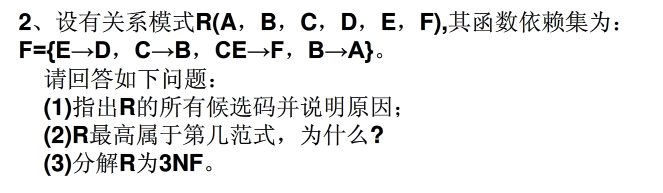 2、设有关系模式R(A，B，C，D，E，F),其函数依赖集为：
F={E→D，C→B，CE→F，B→A}。
请回答如下问题：
(1)指出R的所有候选码并说明原因；
(2)R最高属于第几范式，为什么?
(3)分解R为3NF。